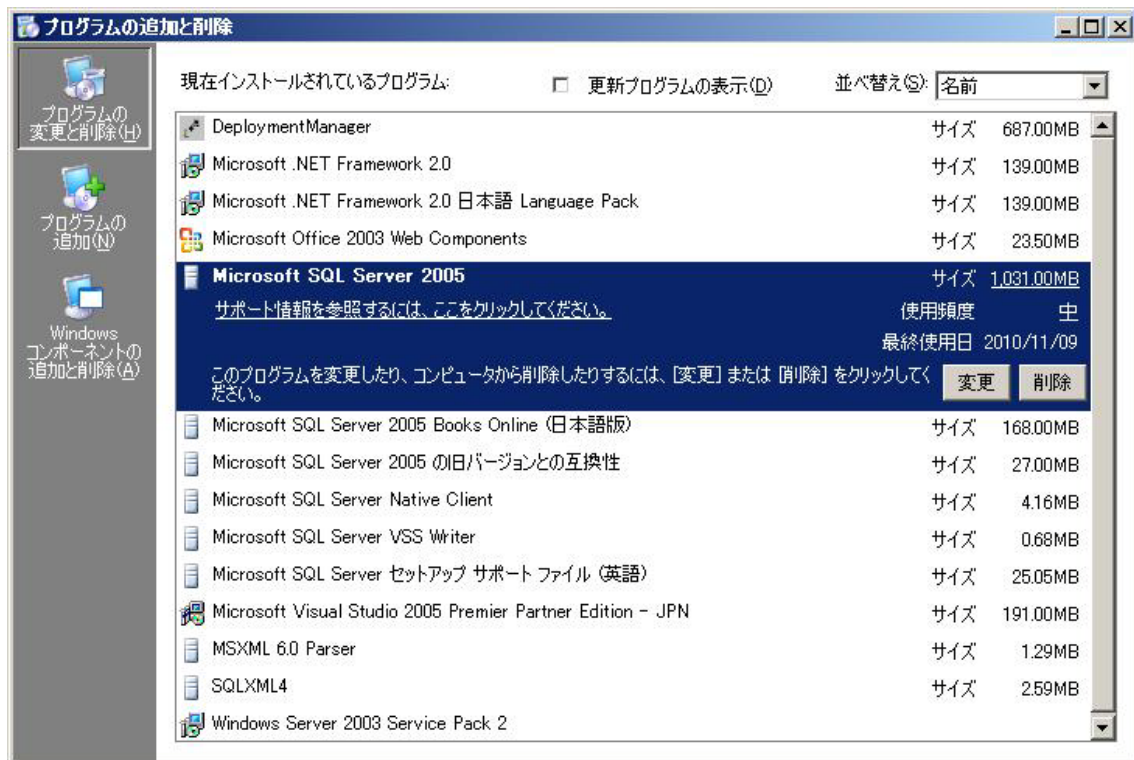 プログラムの追加と削除
プログラムの
変更と削除(H)
プログラムの
追加(N)
Windows
コンポーネントの
追加と削除(A)
現在インストールされているプログラム: 更新プログラムの表示(D) 並べ替え(S): 名前
DeploymentManager サイズ 687.00MB
Microsoft .NET Framework 2.0 サイズ 139.00MB
Microsoft .NET Framework 2.0 日本語 Language Pack サイズ 139.00MB
Microsoft Office 2003 Web Components サイズ 23.50MB
Microsoft SQL Server 2005 サイズ 1,031.00MB
サポート情報を参照するには、ここをクリックしてください。 使用頻度 中
最終使用日 2010/11/09
このプログラムを変更したり、コンピュータから削除したりするには、[変更] または [削除] をクリックしてく
ださい。 変更 削除
Microsoft SQL Server 2005 Books Online (日本語版) サイズ 168.00MB
Microsoft SQL Server 2005 の旧バージョンとの互換性 サイズ 27.00MB
Microsoft SQL Server Native Client サイズ 4.16MB
Microsoft SQL Server VSS Writer サイズ 0.68MB
Microsoft SQL Server セットアップ サポート ファイル (英語) サイズ 25.05MB
Microsoft Visual Studio 2005 Premier Partner Edition - JPN サイズ 191.00MB
MSXML 6.0 Parser サイズ 1.29MB
SQLXML4 サイズ 2.59MB
Windows Server 2003 Service Pack 2